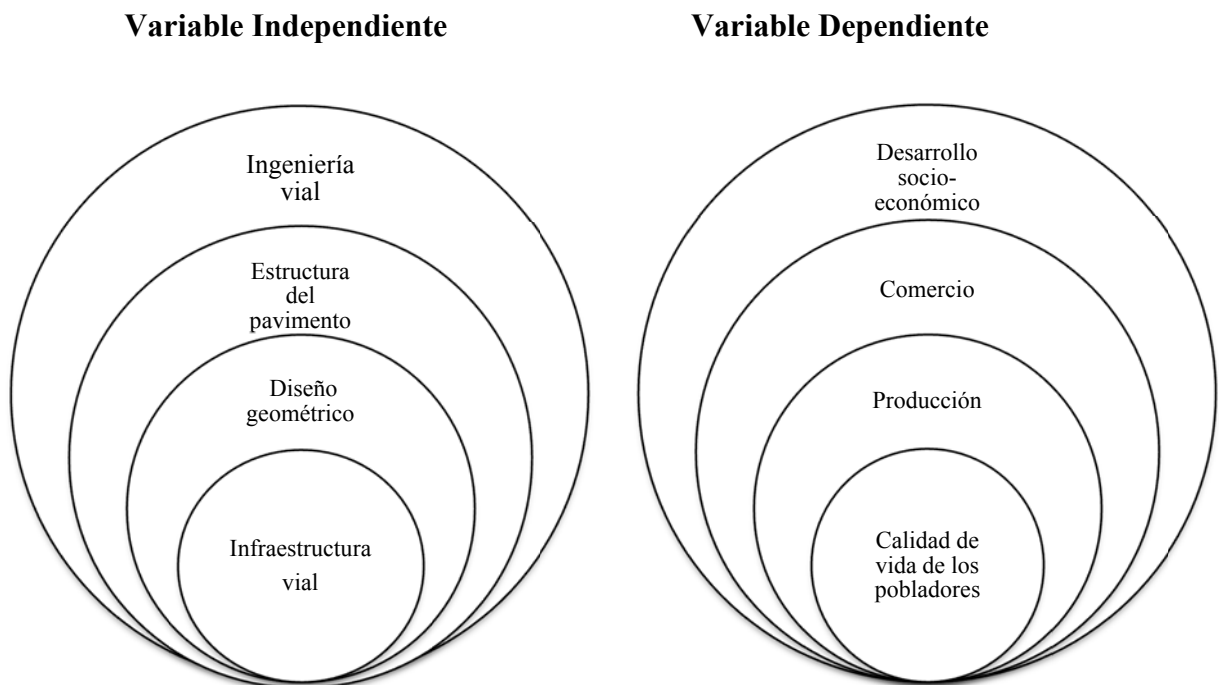 Variable Independiente
Variable Dependiente
Ingeniería
vial
Estructura
del
pavimento
Diseño
geométrico
Infraestructura
vial
Desarrollo
socio-
económico
Comercio
Producción
Calidad de
vida de los
pobladores